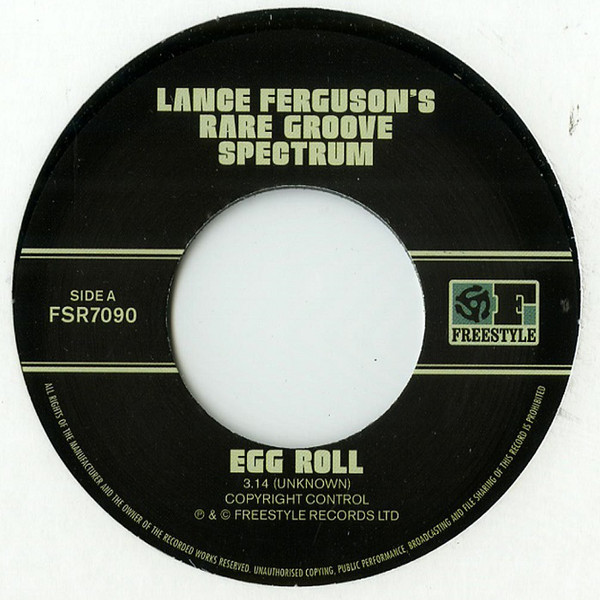 LANCE FERGUSON'S
RARE GROOVE
SPECTRUM
SIDE A
FSR7090
F
FREESTYLE
EGG ROLL
3.14 (UNKNOWN)
COPYRIGHT CONTROL
℗ & © FREESTYLE RECORDS LTD
ALL RIGHTS OF THE MANUFACTURER AND THE OWNER OF THE RECORDED WORKS RESERVED. UNAUTHORISED COPYING, PUBLIC PERFORMANCE, BROADCASTING AND FILE SHARING OF THIS RECORD IS PROHIBITED